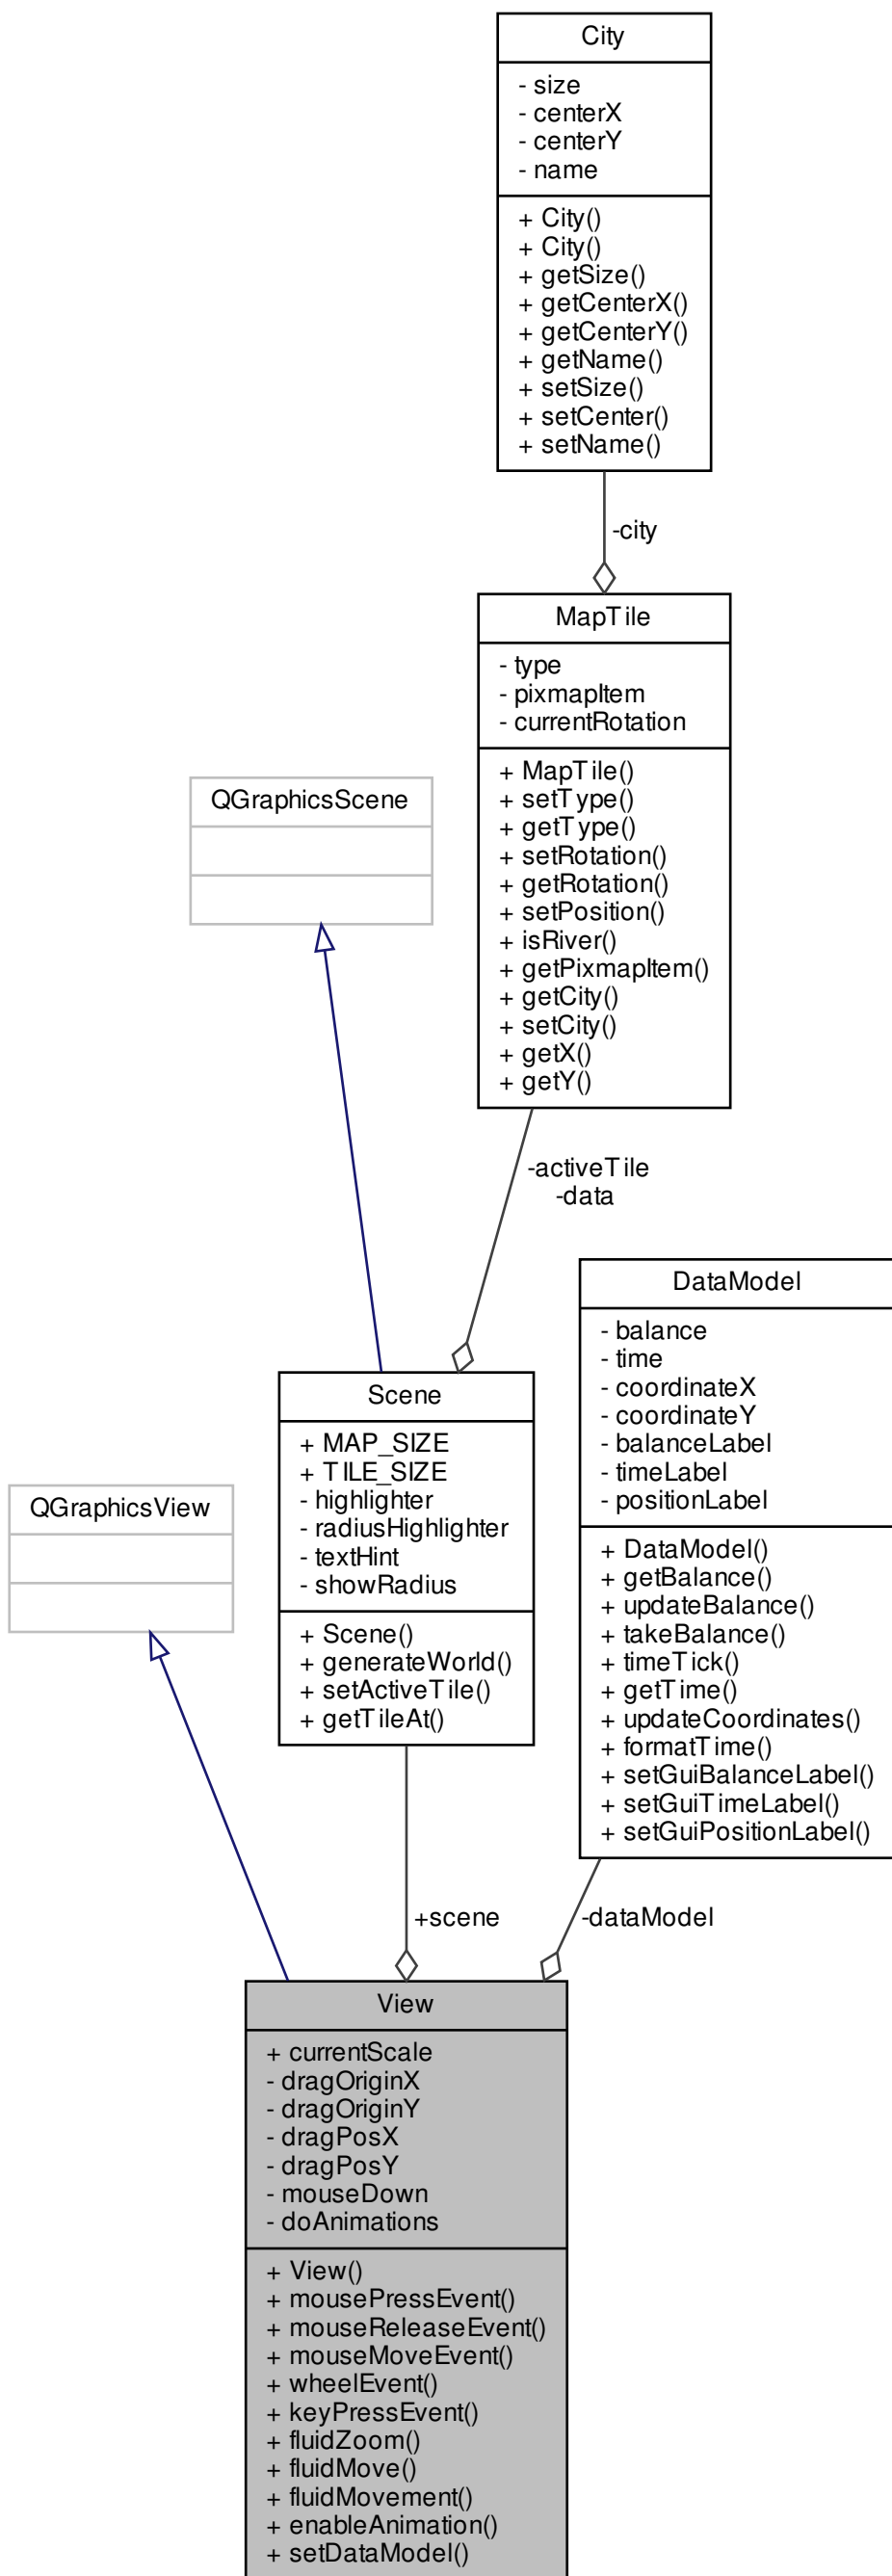 City
- size
- centerX
- centerY
- name
+ City()
+ City()
+ getSize()
+ getCenterX()
+ getCenterY()
+ getName()
+ setSize()
+ setCenter()
+ setName()
-city
MapTile
- type
- pixmapItem
- currentRotation
+ MapTile()
+ setType()
+ getType()
+ setRotation()
+ getRotation()
+ setPosition()
+ isRiver()
+ getPixmapItem()
+ getCity()
+ setCity()
+ getX()
+ getY()
QGraphicsScene
-activeTile
-data
DataModel
- balance
- time
- coordinateX
- coordinateY
- balanceLabel
- timeLabel
- positionLabel
+ DataModel()
+ getBalance()
+ updateBalance()
+ takeBalance()
+ timeTick()
+ getTime()
+ updateCoordinates()
+ formatTime()
+ setGuiBalanceLabel()
+ setGuiTimeLabel()
+ setGuiPositionLabel()
Scene
+ MAP_SIZE
+ TILE_SIZE
- highlighter
- radiusHighlighter
- textHint
- showRadius
+ Scene()
+ generateWorld()
+ setActiveTile()
+ getTileAt()
QGraphicsView
+scene
-dataModel
View
+ currentScale
- dragOriginX
- dragOriginY
- dragPosX
- dragPosY
- mouseDown
- doAnimations
+ View()
+ mousePressEvent()
+ mouseReleaseEvent()
+ mouseMoveEvent()
+ wheelEvent()
+ keyPressEvent()
+ fluidZoom()
+ fluidMove()
+ fluidMovement()
+ enableAnimation()
+ setDataModel()